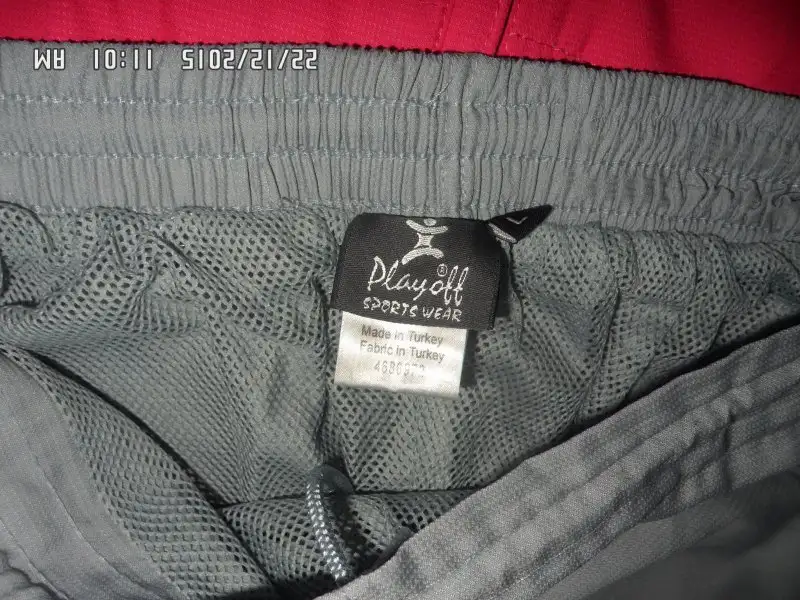 22/12/2015 11:01 AM
L
Playoff®
SPORTS WEAR
Made in Turkey
Fabric in Turkey